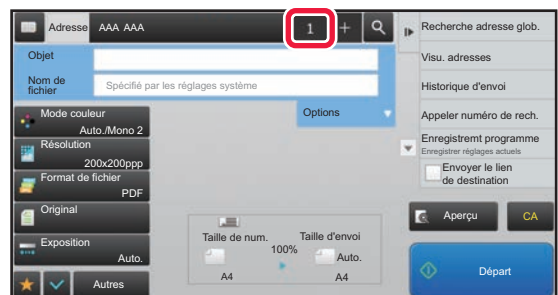 Adresse AAA AAA 1 +
Objet
Nom de
fichier
Spécifié par les réglages système
Options
Mode couleur
Auto./Mono 2
Résolution
200x200ppp
Format de fichier
PDF
Original
Exposition
Auto.
Autres
Taille de num.
100%
Taille d'envoi
Auto.
A4
A4
Recherche adresse glob.
Visu. adresses
Historique d'envoi
Appeler numéro de rech.
Enregistremt programme
Enregistrer réglages actuels
Envoyer le lien
de destination
Aperçu
CA
Départ